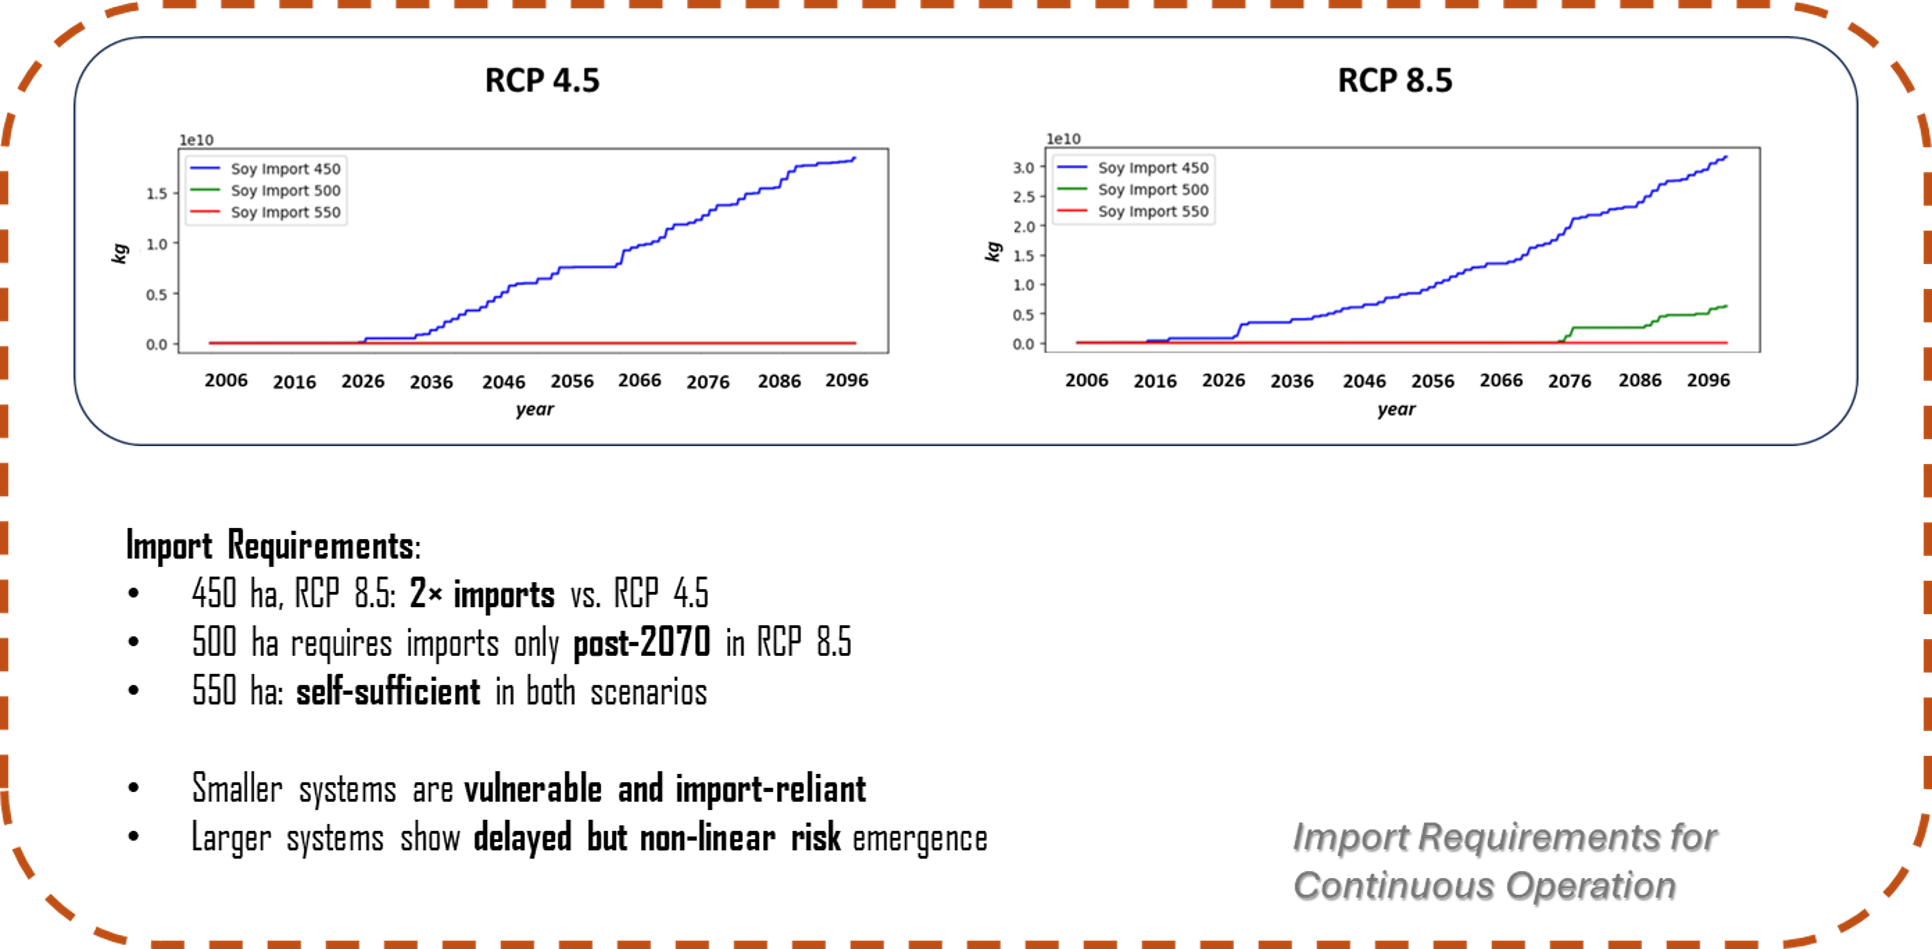 RCP 4.5
1e10
Soy Import 450
Soy Import 500
Soy Import 550
1.5
1.0
0.5
0.0
kg
2006 2016 2026 2036 2046 2056 2066 2076 2086 2096
year
RCP 8.5
1e10
Soy Import 450
Soy Import 500
Soy Import 550
3.0
2.5
2.0
1.5
1.0
0.5
0.0
kg
2006 2016 2026 2036 2046 2056 2066 2076 2086 2096
year
Import Requirements:
• 450 ha, RCP 8.5: 2× imports vs. RCP 4.5
• 500 ha requires imports only post-2070 in RCP 8.5
• 550 ha: self-sufficient in both scenarios
• Smaller systems are vulnerable and import-reliant
• Larger systems show delayed but non-linear risk emergence
Import Requirements for
Continuous Operation